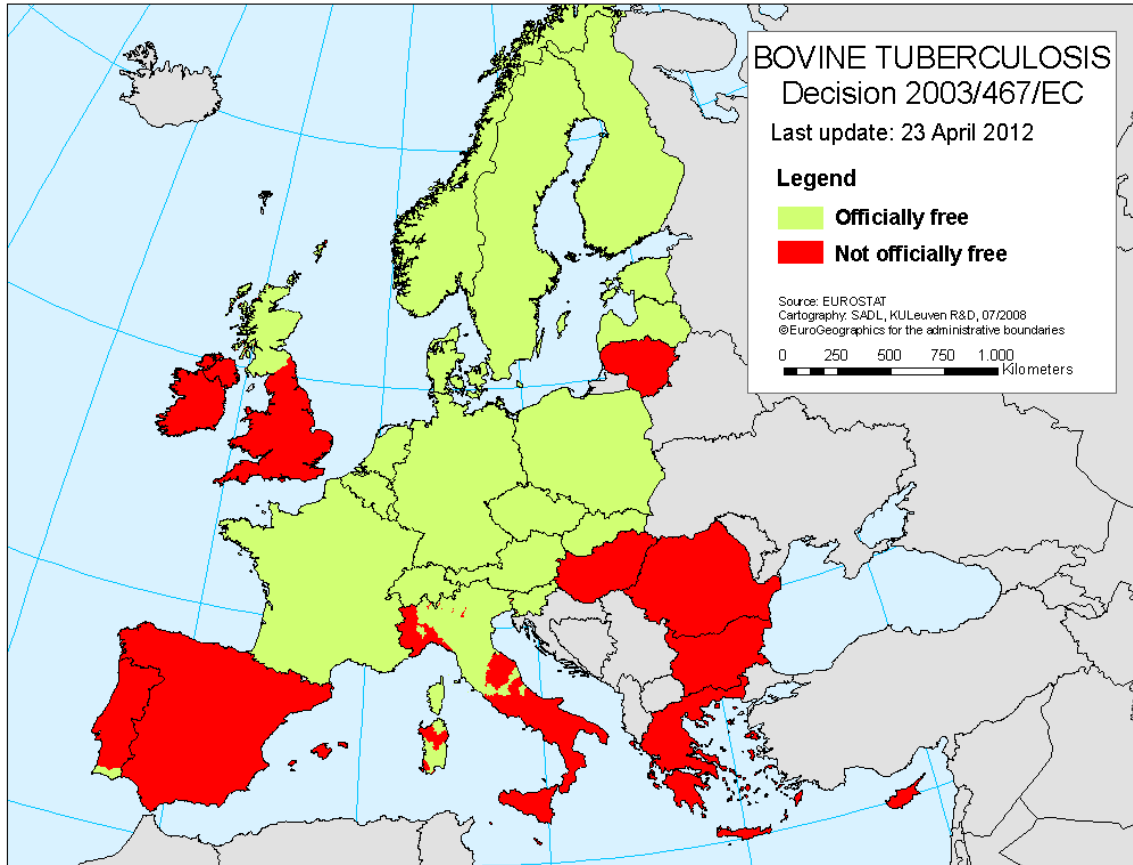 BOVINE TUBERCULOSIS
Decision 2003/467/EC
Last update: 23 April 2012
Legend
Officially free
Not officially free
Source: EUROSTAT
Cartography: SADL, KULeuven R&D, 07/2008
©EuroGeographics for the administrative boundaries
0 250 500 750 1.000
Kilometers